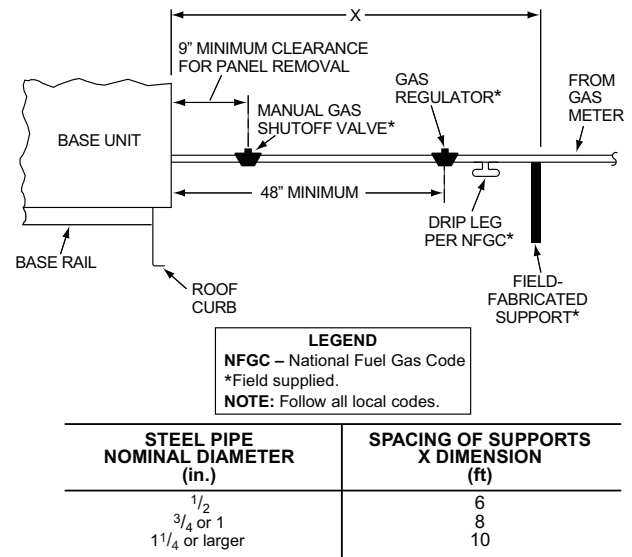 X
9” MINIMUM CLEARANCE
FOR PANEL REMOVAL
GAS
REGULATOR*
FROM
GAS
METER
MANUAL GAS
SHUTOFF VALVE*
BASE UNIT
48” MINIMUM
DRIP LEG
PER NFGC*
BASE RAIL
ROOF
CURB
FIELD-
FABRICATED
SUPPORT*
LEGEND
NFGC – National Fuel Gas Code
*Field supplied.
NOTE: Follow all local codes.
STEEL PIPE
NOMINAL DIAMETER
(in.)
SPACING OF SUPPORTS
X DIMENSION
(ft)
1/2 6
3/4 or 1 8
1 1/4 or larger 10